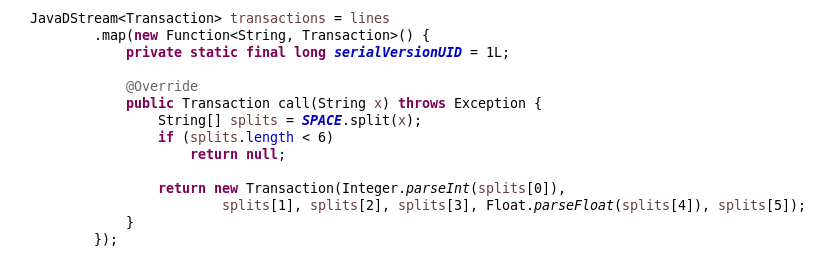 JavaDStream<Transaction> transactions = lines
.map(new Function<String, Transaction>() {
private static final long serialVersionUID = 1L;
@Override
public Transaction call(String x) throws Exception {
String[] splits = SPACE.split(x);
if (splits.length < 6)
return null;
return new Transaction(Integer.parseInt(splits[0]),
splits[1], splits[2], splits[3], Float.parseFloat(splits[4]), splits[5]);
}
});